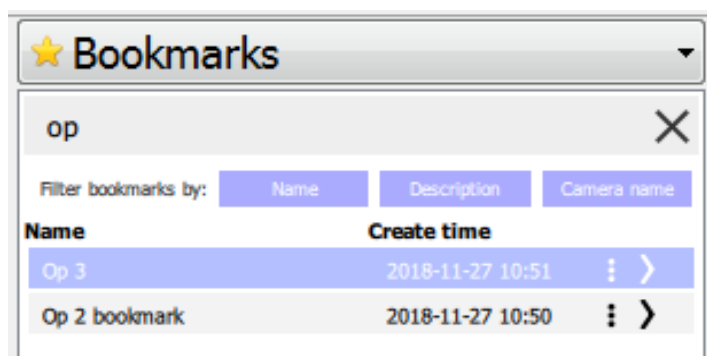 Bookmarks
op
Filter bookmarks by: Name Description Camera name
Name Create time
Op 3 2018-11-27 10:51
Op 2 bookmark 2018-11-27 10:50